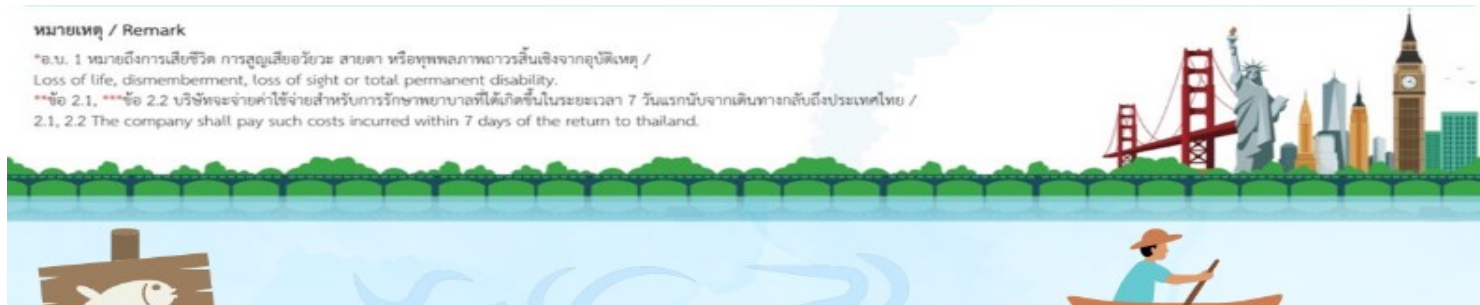 หมายเหตุ / Remark
*อ.บ. 1 หมายถึงการเสียชีวิต การสูญเสียอวัยวะ สายตา หรือทุพพลภาพถาวรสิ้นเชิงจากอุบัติเหตุ /
Loss of life, dismemberment, loss of sight or total permanent disability.
**ข้อ 2.1, ***ข้อ 2.2 บริษัทจะจ่ายค่าใช้จ่ายสำหรับการรักษาพยาบาลที่ได้เกิดขึ้นในระยะเวลา 7 วันแรกนับจากเดินทางกลับถึงประเทศไทย /
2.1, 2.2 The company shall pay such costs incurred within 7 days of the return to thailand.